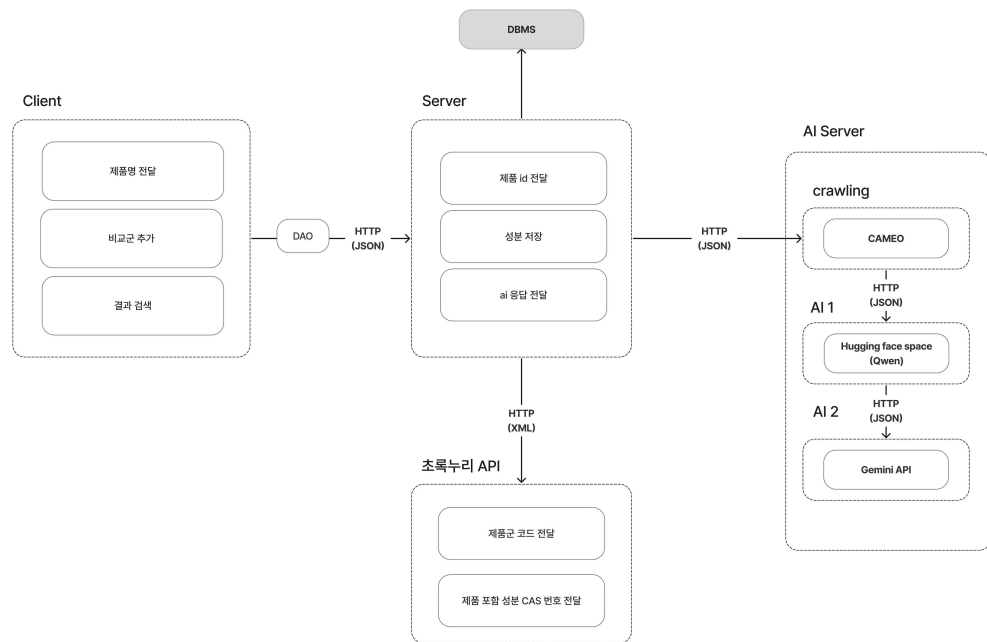 DBMS
Client
제품명 전달
비교군 추가
결과 검색
DAO
HTTP
(JSON)
Server
제품 id 전달
성분 저장
ai 응답 전달
HTTP
(XML)
초록누리 API
제품군 코드 전달
제품 포함 성분 CAS 번호 전달
HTTP
(JSON)
AI Server
crawling
CAMEO
HTTP
(JSON)
AI 1
Hugging face space
(Qwen)
HTTP
(JSON)
AI 2
Gemini API